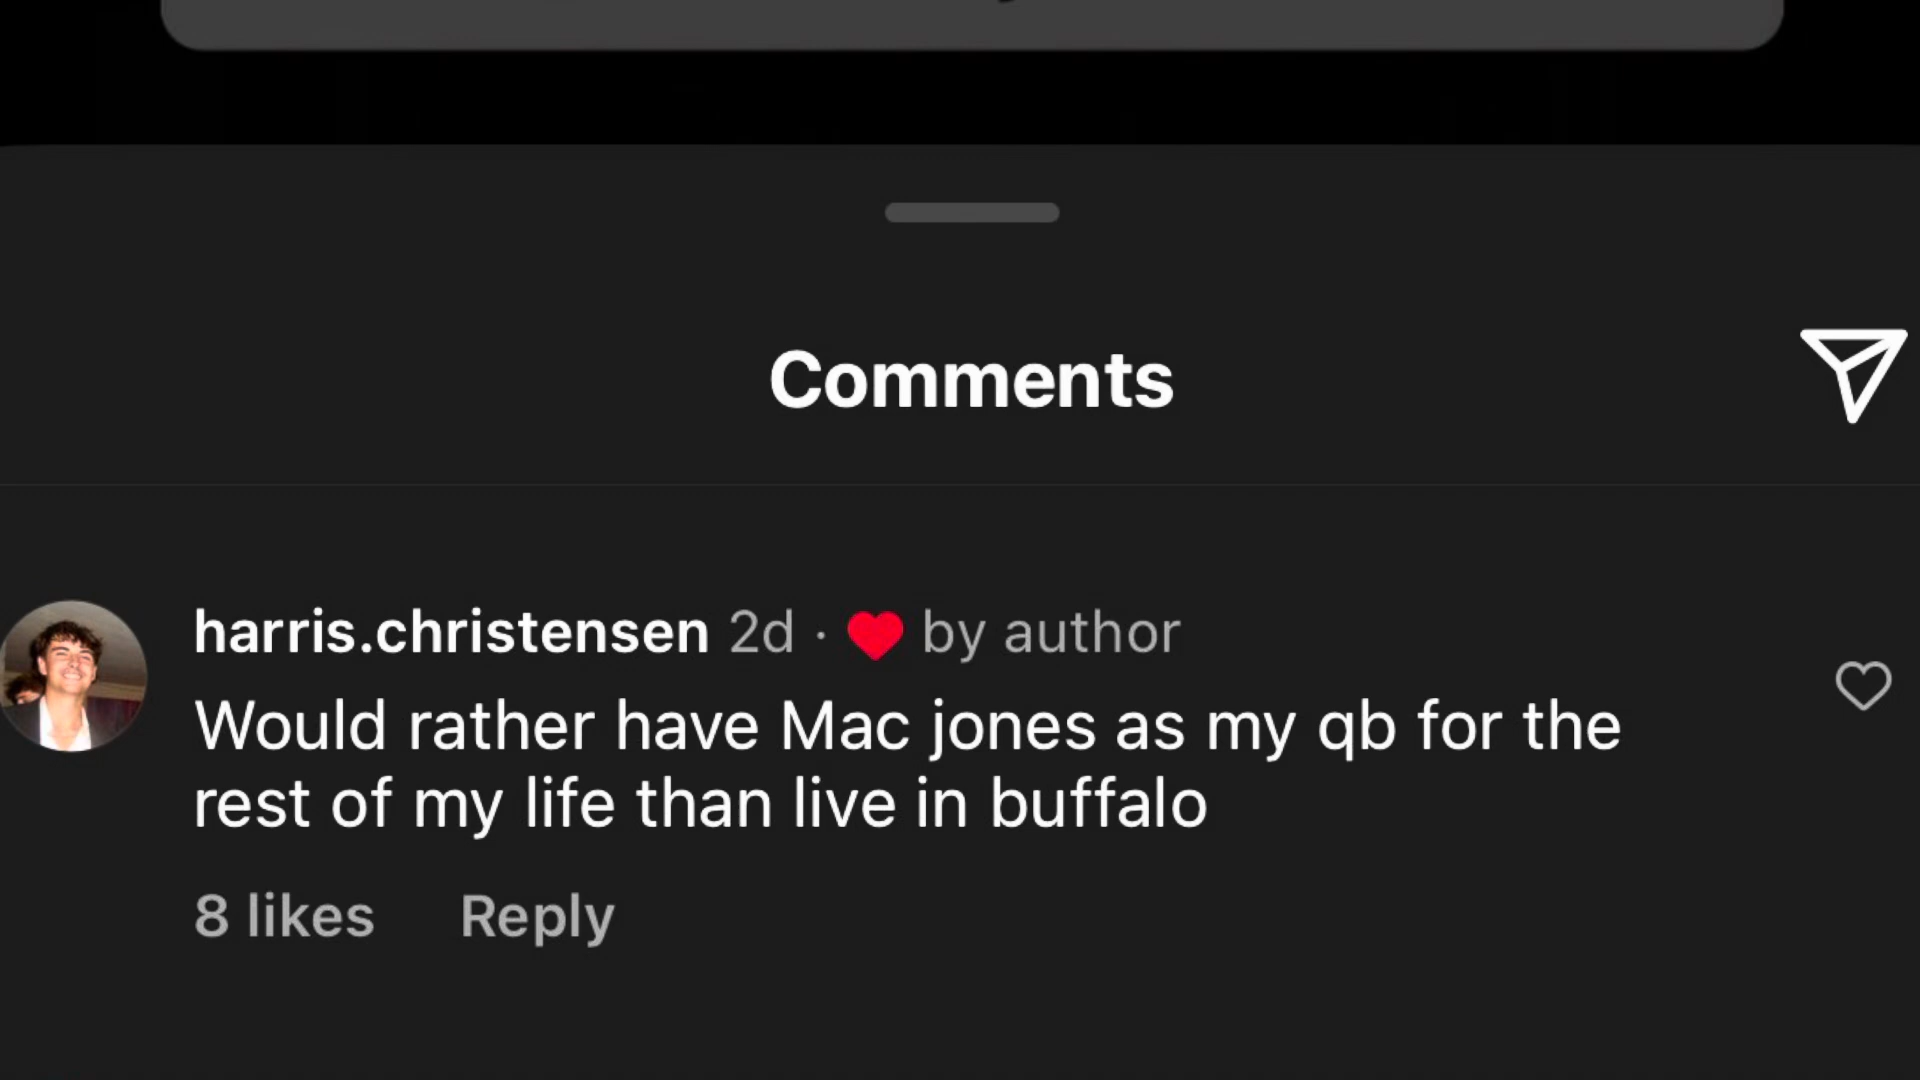 Comments
harris.christensen 2d · ❤️ by author
Would rather have Mac jones as my qb for the
rest of my life than live in buffalo
8 likes Reply